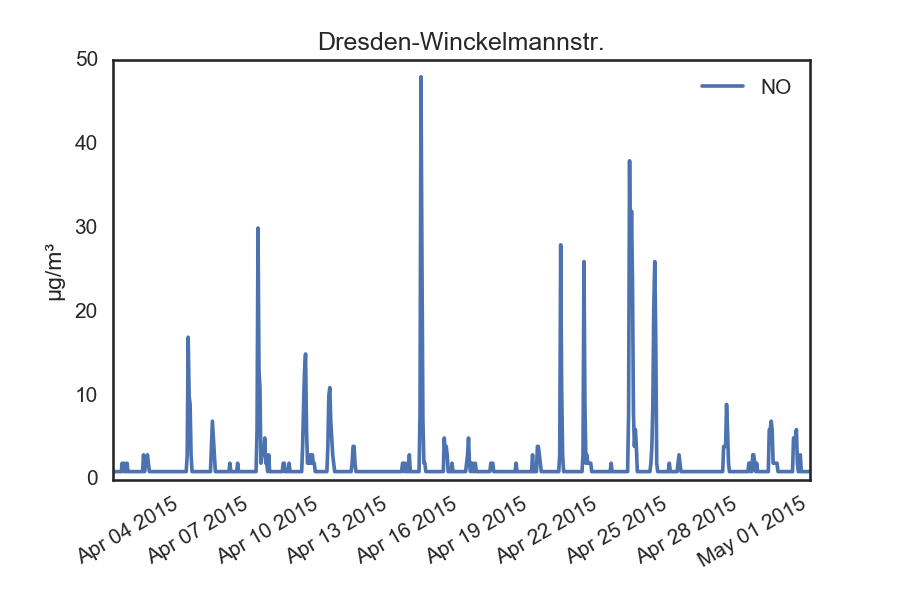 Dresden-Winckelmannstr.
50
NO
40
30
µg/m³
20
10
0
Apr 04 2015
Apr 07 2015
Apr 10 2015
Apr 13 2015
Apr 16 2015
Apr 19 2015
Apr 22 2015
Apr 25 2015
Apr 28 2015
May 01 2015